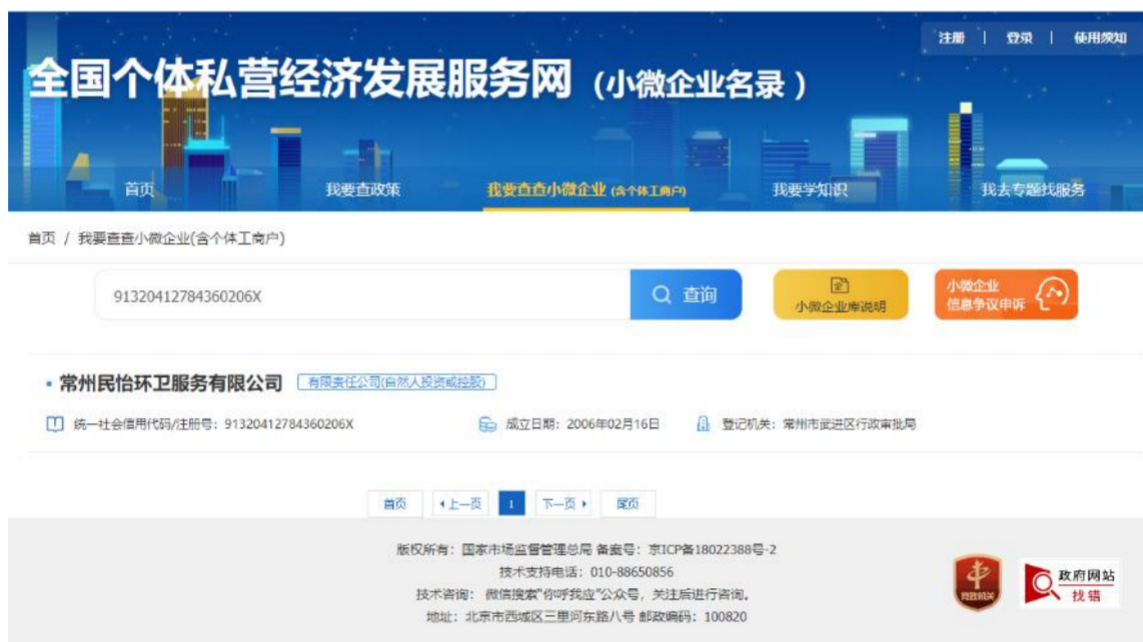 注册 | 登录 | 使用须知
全国个体私营经济发展服务网（小微企业名录）
首页 我要查政策 我要查查小微企业 (含个体工商户) 我要学知识 我去专题找服务
首页 / 我要查查小微企业(含个体工商户)
91320412784360206X 查询 小微企业库说明 小微企业
信息争议申诉
常州民怡环卫服务有限公司 有限责任公司(自然人投资或控股)
统一社会信用代码/注册号：91320412784360206X 成立日期：2006年02月16日 登记机关：常州市武进区行政审批局
首页 上一页 1 下一页 尾页
版权所有：国家市场监督管理总局 备案号：京ICP备18022388号-2
技术支持电话：010-88650856
技术咨询： 微信搜索"你呼我应"公众号，关注后进行咨询。
地址：北京市西城区三里河东路八号 邮政编码：100820
党政机关
政府网站
找错